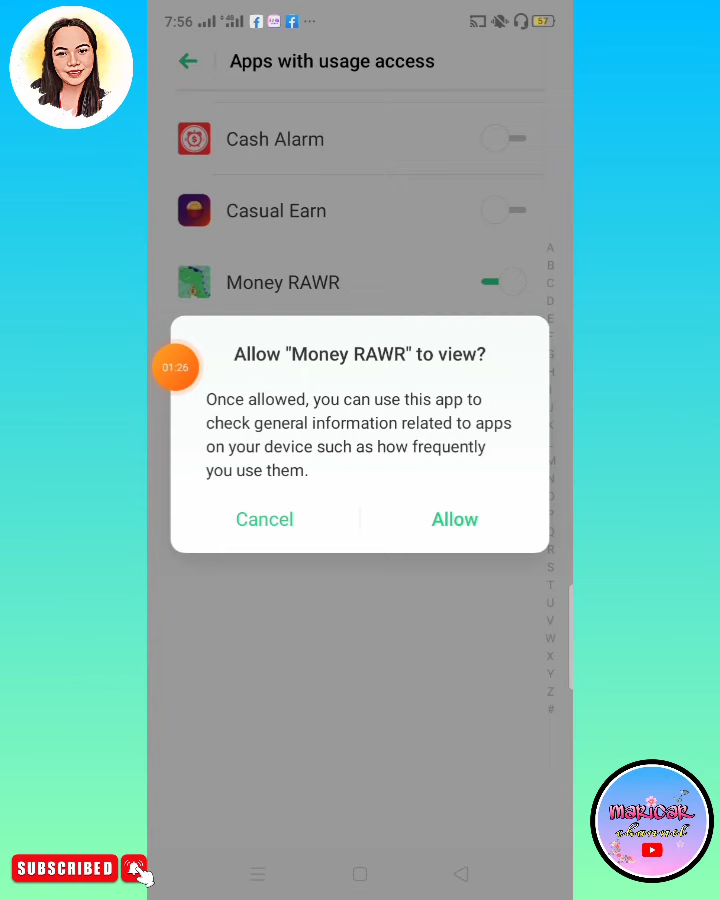 7:56
57
Apps with usage access
Cash Alarm
Casual Earn
Money RAWR
A
B
C
D
E
F
Allow "Money RAWR" to view?
01:26
Once allowed, you can use this app to
check general information related to apps
on your device such as how frequently
you use them.
Cancel
Allow
R
S
T
U
V
W
X
Y
Z
#
maricar
channel
SUBSCRIBED